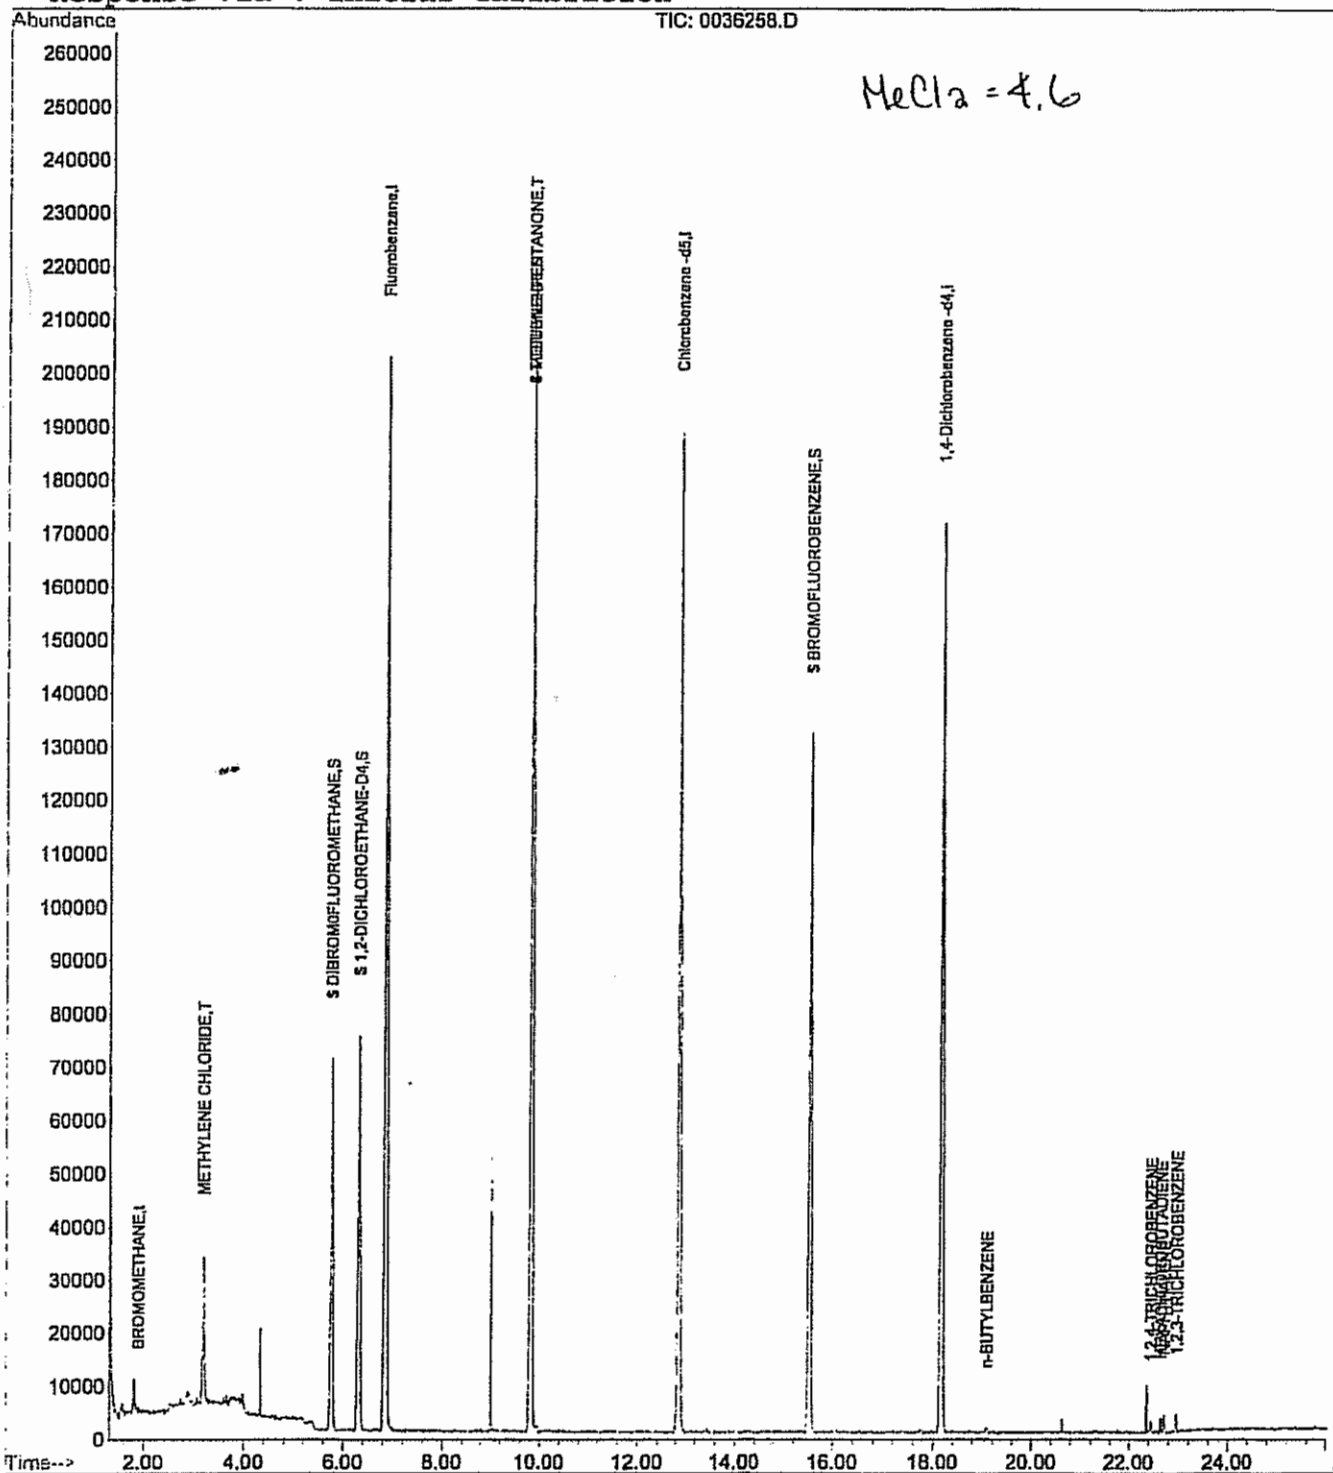 Abundance
TIC: 0036258.D
MeCl2 = 4.6
260000
250000
240000
230000
220000
210000
200000
190000
180000
170000
160000
150000
140000
130000
120000
110000
100000
90000
80000
70000
60000
50000
40000
30000
20000
10000
0
BROMOMETHANE,t
METHYLENE CHLORIDE,T
S DIBROMOFLUOROMETHANE,S
S 1,2-DICHLOROETHANE-D4,S
Fluorobenzene,I
Chlorobenzene -d5,I
S BROMOFLUOROBENZENE,S
1,4-Dichlorobenzene -d4,I
n-BUTYLBENZENE
1,2,4-TRICHLOROBENZENE
1,2,3-TRICHLOROBENZENE
Time--> 2.00 4.00 6.00 8.00 10.00 12.00 14.00 16.00 18.00 20.00 22.00 24.00